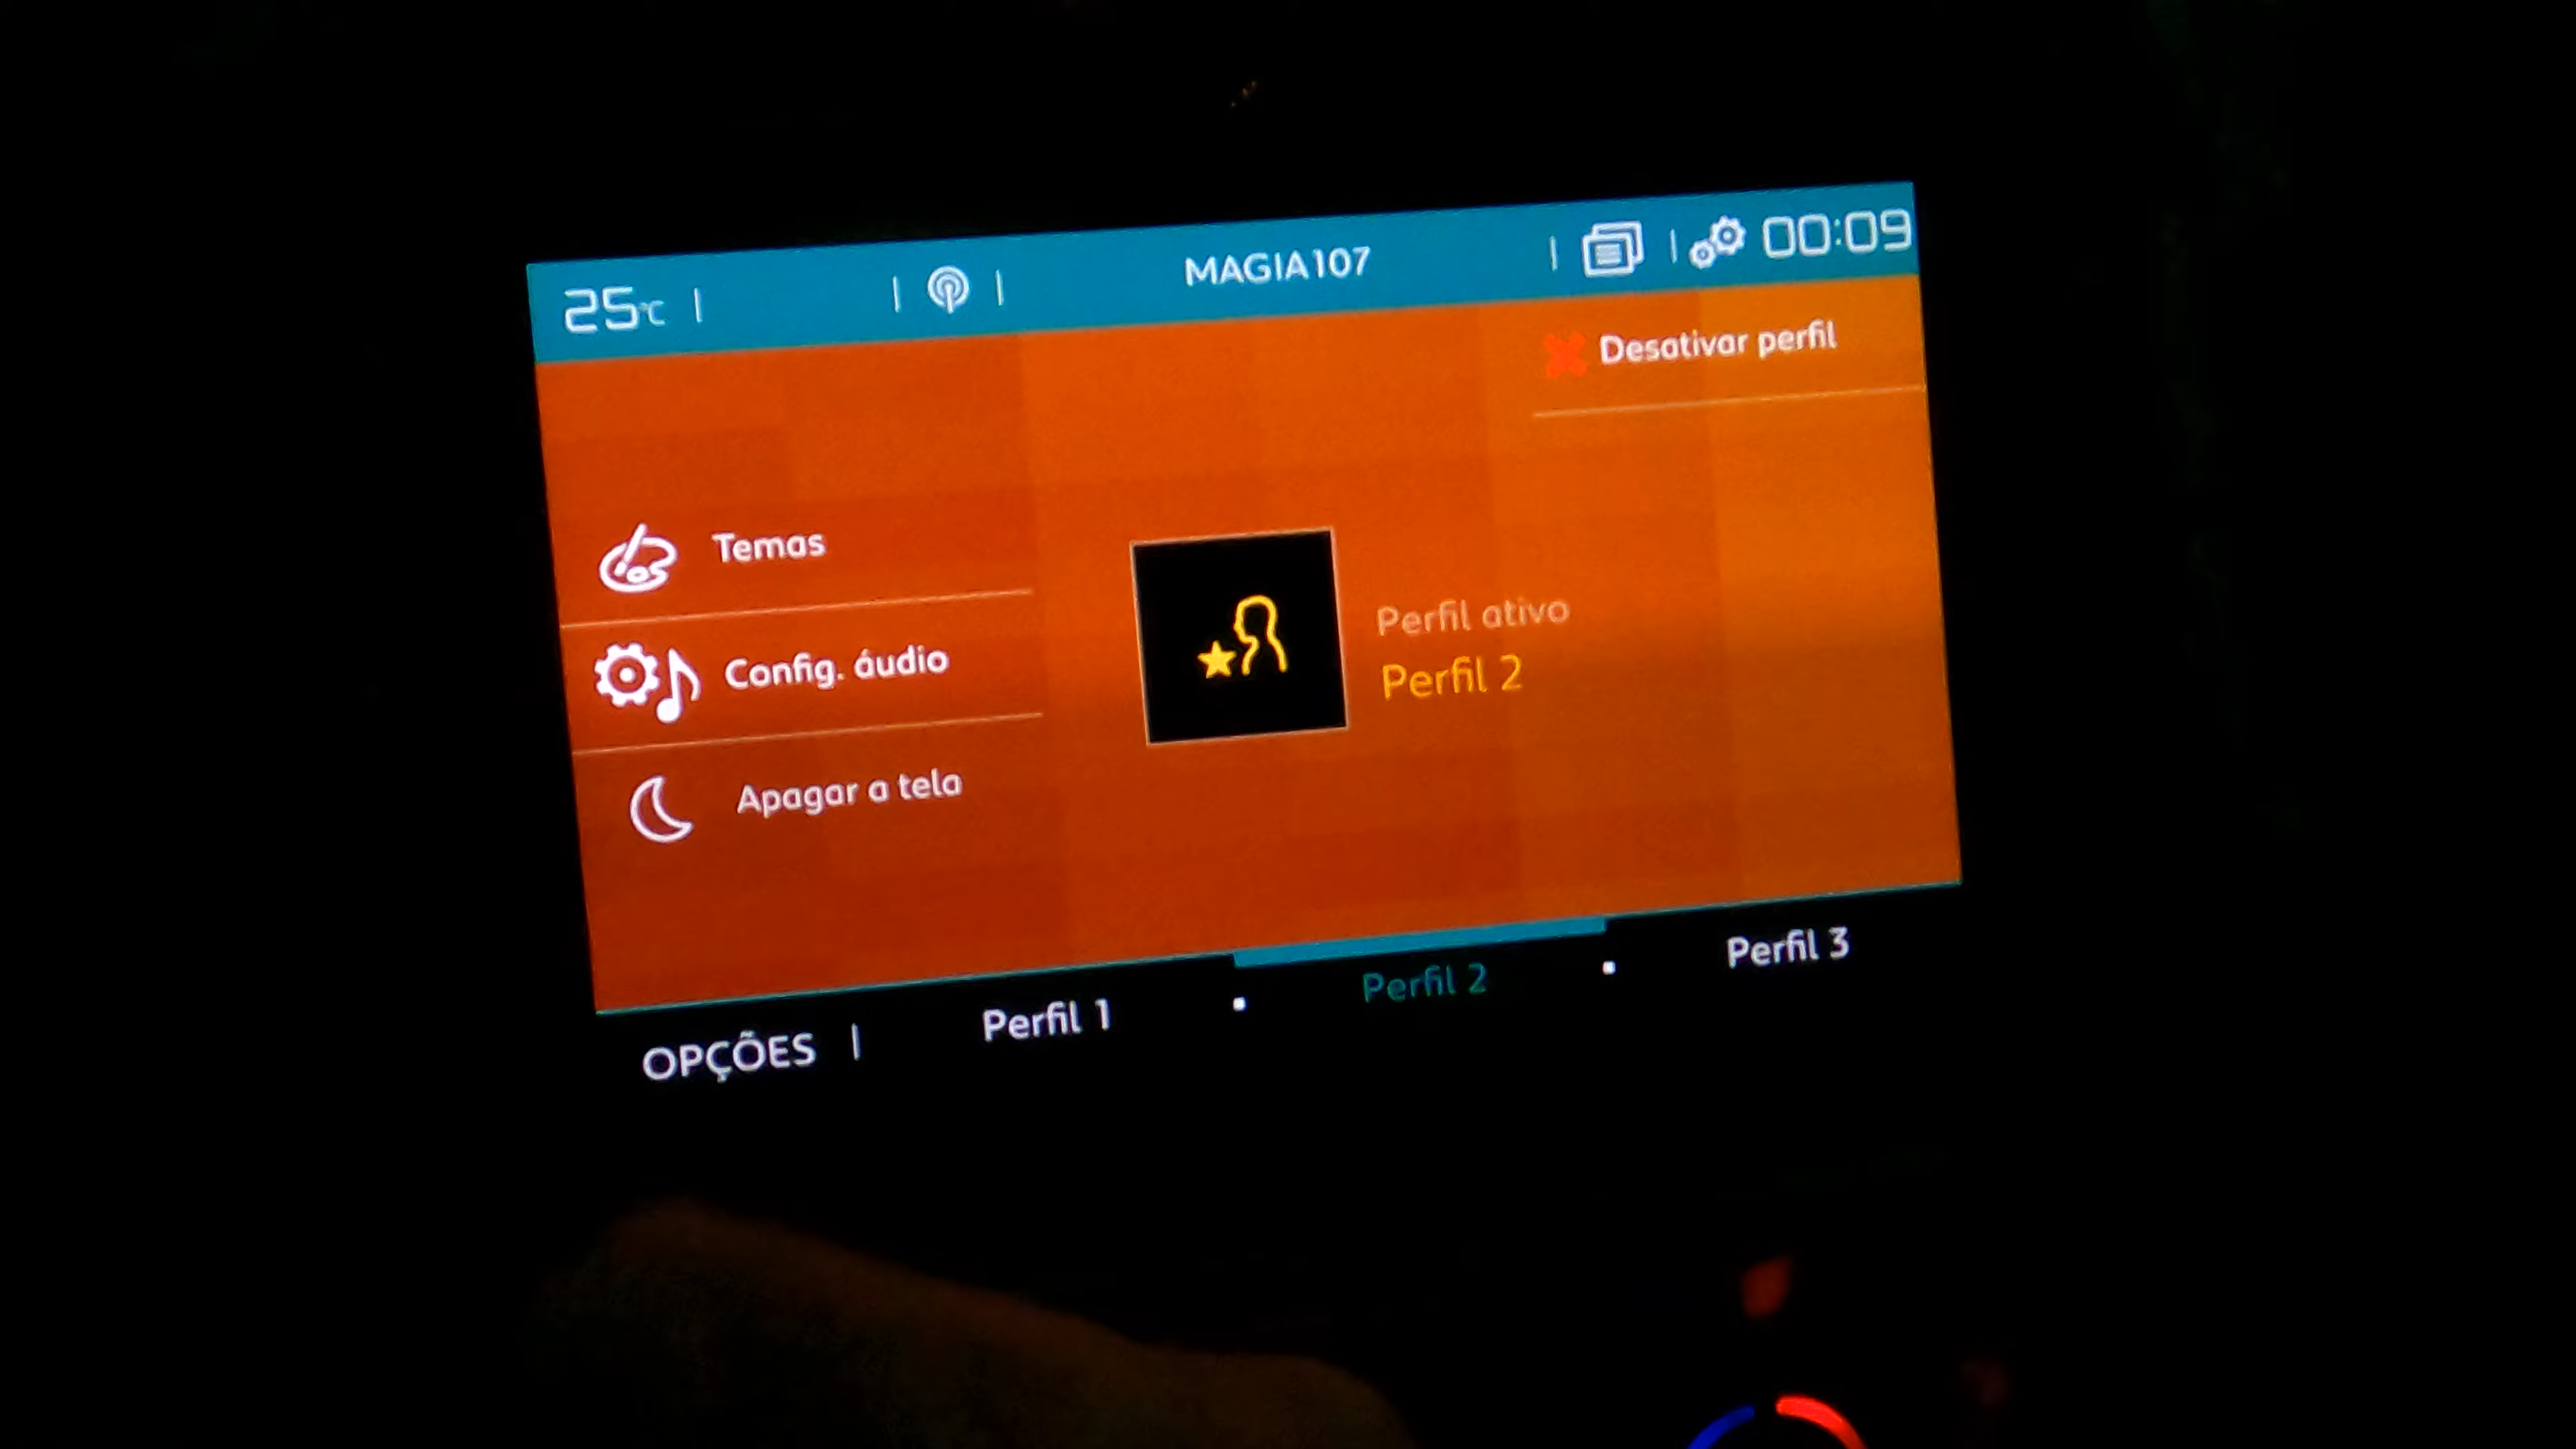 25°C | | | MAGIA107 | | 00:09
Desativar perfil
Temas
Config. áudio
Apagar a tela
Perfil ativo
Perfil 2
OPÇÕES | Perfil 1 • Perfil 2 • Perfil 3